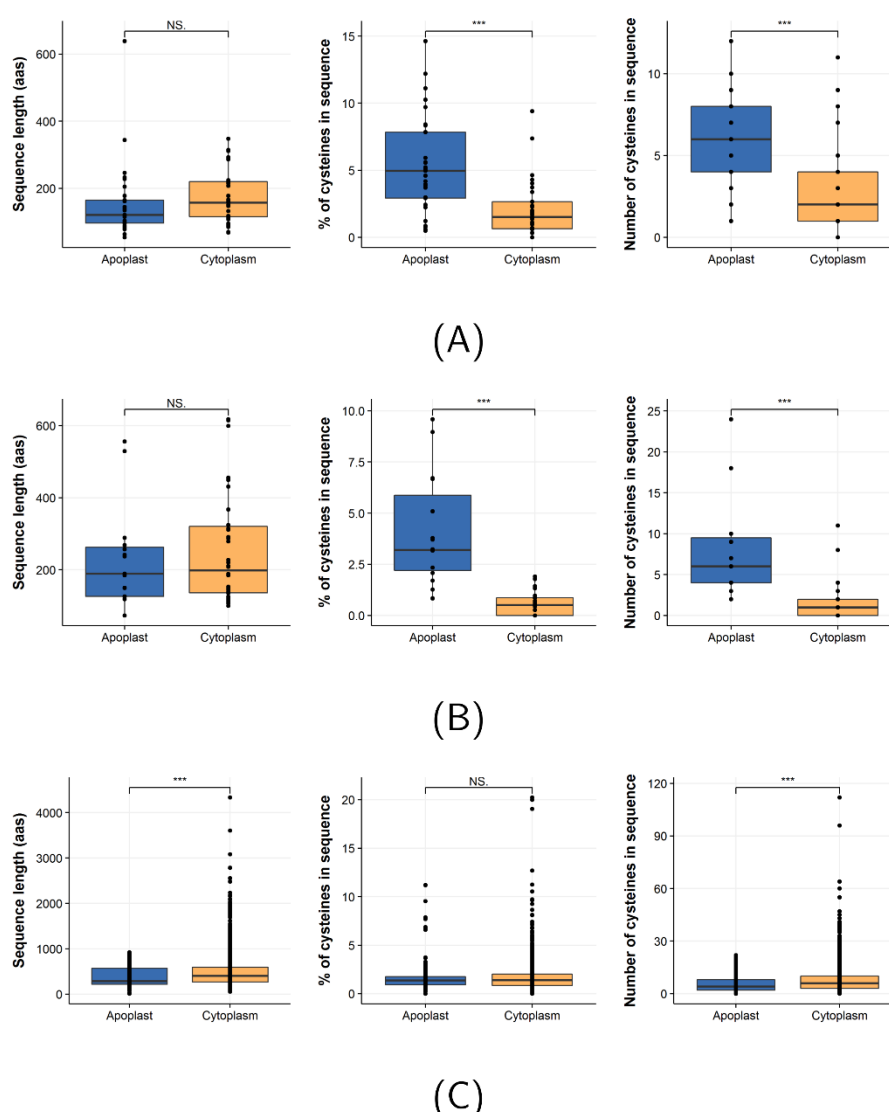 NS.
Sequence length (aas)
600
400
200
Apoplast Cytoplasm
***
% of cysteines in sequence
15
10
5
0
Apoplast Cytoplasm
***
Number of cysteines in sequence
10
5
0
Apoplast Cytoplasm
(A)
NS.
Sequence length (aas)
600
400
200
Apoplast Cytoplasm
***
% of cysteines in sequence
10.0
7.5
5.0
2.5
0.0
Apoplast Cytoplasm
***
Number of cysteines in sequence
25
20
15
10
5
0
Apoplast Cytoplasm
(B)
***
Sequence length (aas)
4000
3000
2000
1000
0
Apoplast Cytoplasm
NS.
% of cysteines in sequence
20
15
10
5
0
Apoplast Cytoplasm
***
Number of cysteines in sequence
120
90
60
30
0
Apoplast Cytoplasm
(C)